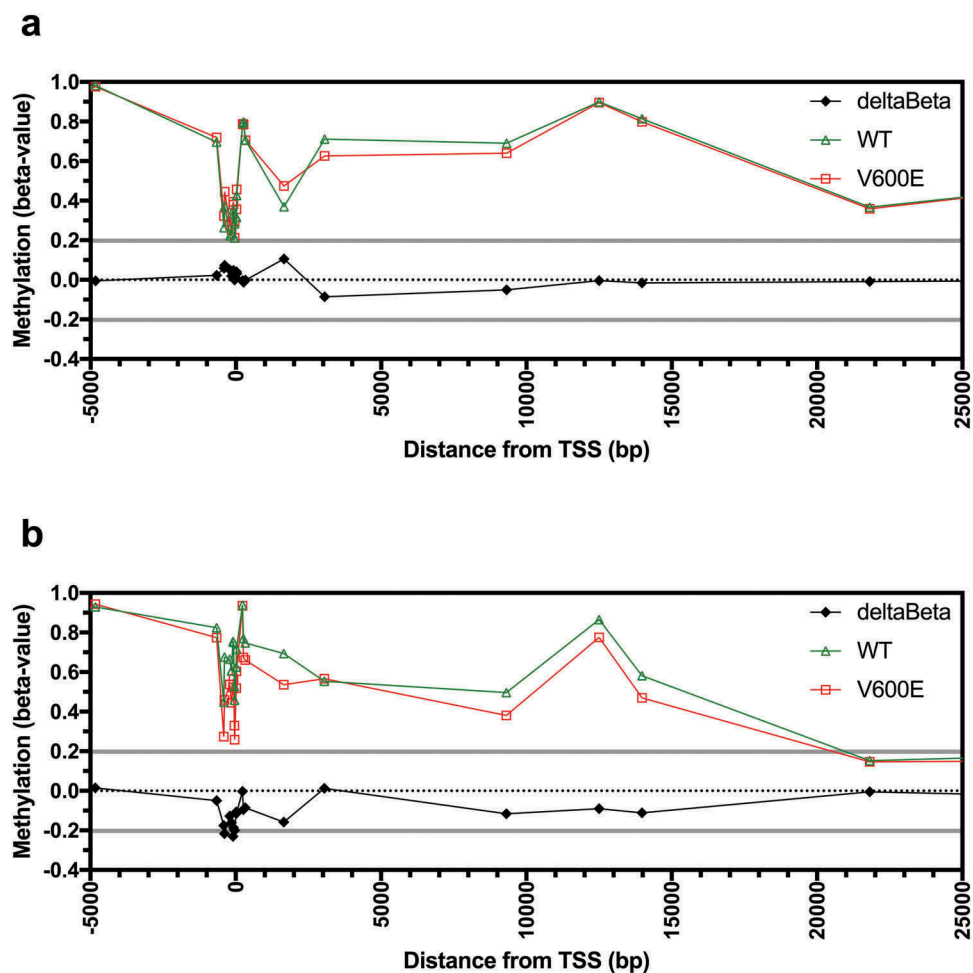 a
Methylation (beta-value)
1.0
0.8
0.6
0.4
0.2
0.0
-0.2
-0.4
deltaBeta
WT
V600E
-5000
0
5000
10000
15000
20000
25000
Distance from TSS (bp)
b
Methylation (beta-value)
1.0
0.8
0.6
0.4
0.2
0.0
-0.2
-0.4
deltaBeta
WT
V600E
-5000
0
5000
10000
15000
20000
25000
Distance from TSS (bp)